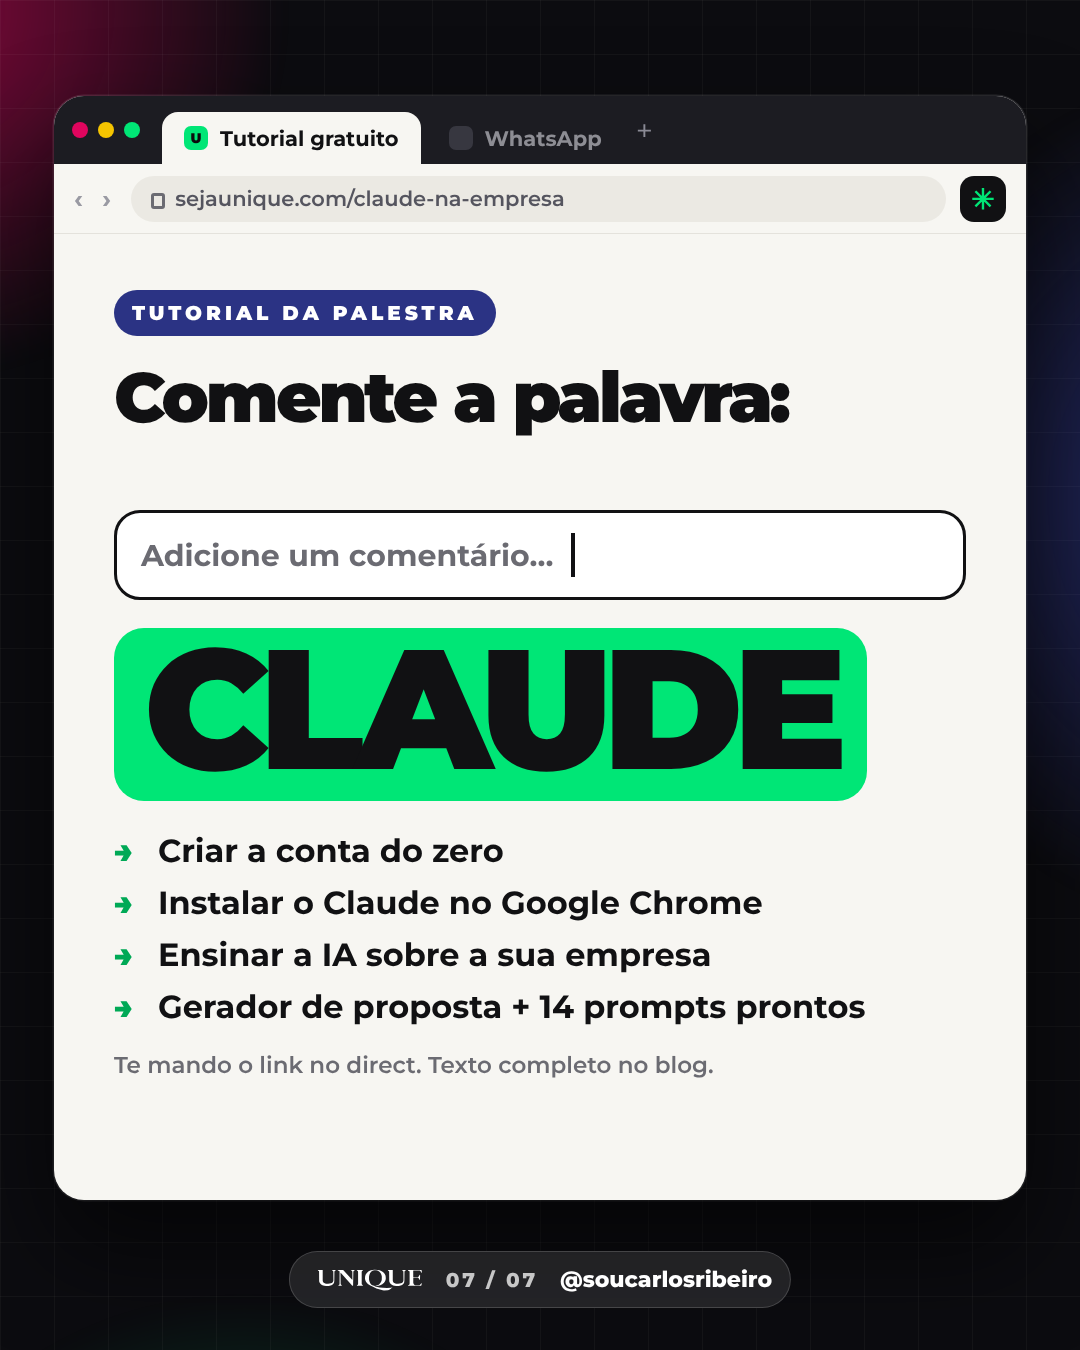 U Tutorial gratuito WhatsApp +
‹ › sejaunique.com/claude-na-empresa
TUTORIAL DA PALESTRA
Comente a palavra:
Adicione um comentário...
CLAUDE
→ Criar a conta do zero
→ Instalar o Claude no Google Chrome
→ Ensinar a IA sobre a sua empresa
→ Gerador de proposta + 14 prompts prontos
Te mando o link no direct. Texto completo no blog.
UNIQUE 07 / 07 @soucarlosribeiro